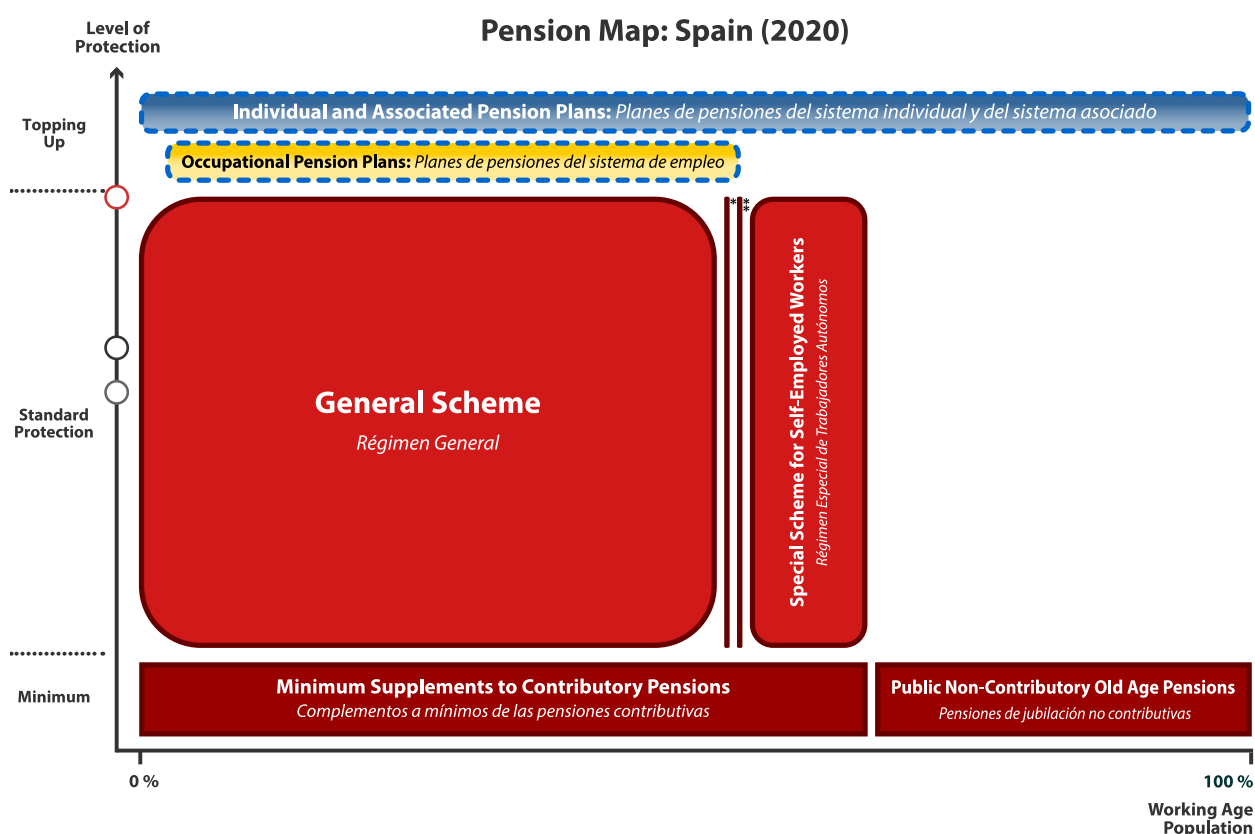 Pension Map: Spain (2020)
Level of
Protection
Topping
Up
Individual and Associated Pension Plans: Planes de pensiones del sistema individual y del sistema asociado
Occupational Pension Plans: Planes de pensiones del sistema de empleo
*
**
General Scheme
Régimen General
Special Scheme for Self-Employed Workers
Régimen Especial de Trabajadores Autónomos
Standard
Protection
Minimum
Minimum Supplements to Contributory Pensions
Complementos a mínimos de las pensiones contributivas
Public Non-Contributory Old Age Pensions
Pensiones de jubilación no contributivas
0 %
100 %
Working Age
Population